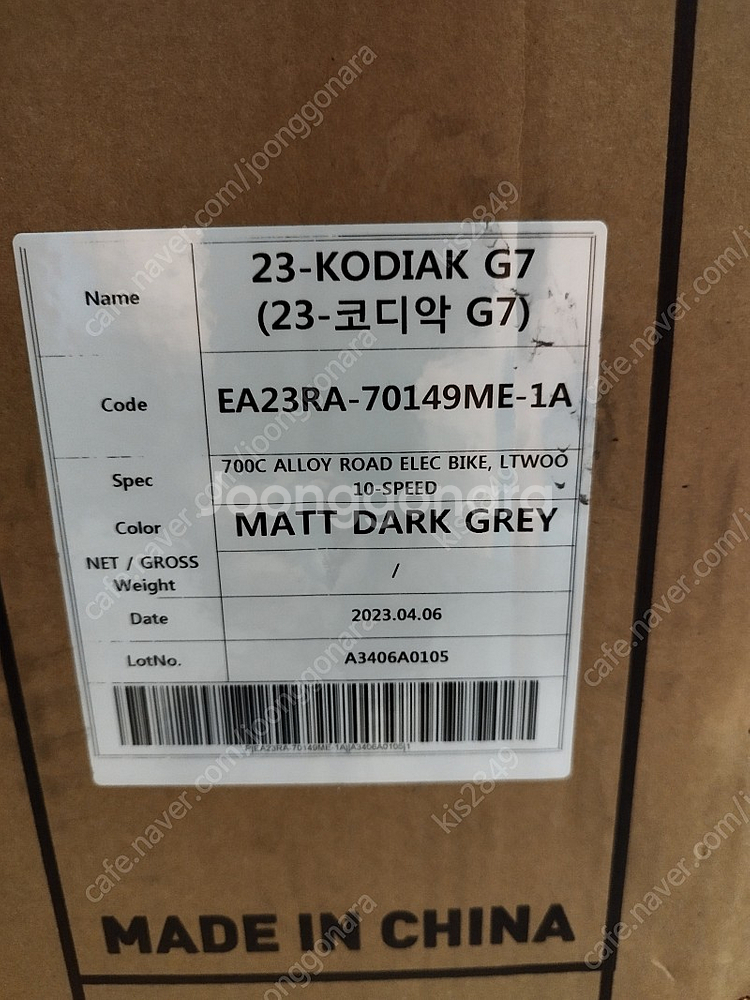 Name
23-KODIAK G7
(23-코디악 G7)
Code
EA23RA-70149ME-1A
Spec
700C ALLOY ROAD ELEC BIKE, LTWOO
10-SPEED
Color
MATT DARK GREY
NET / GROSS
Weight
/
Date
2023.04.06
LotNo.
A3406A0105
MADE IN CHINA
Joonggonara
cafe.naver.com/joonggonara
kis2849